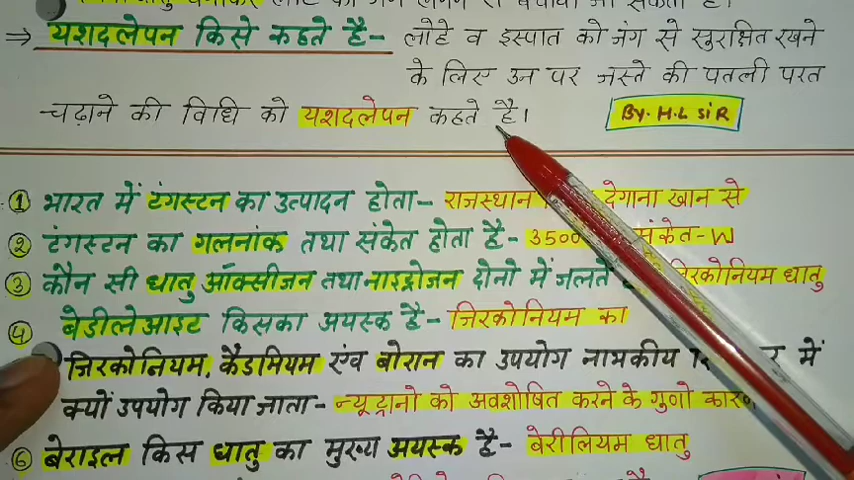 लोहे को जंग लगने से बचाया जा सकता है।
⇒ यशदलेपन किसे कहते है- लोहे व इस्पात को जंग से सुरक्षित रखने
के लिए उन पर जस्ते की पतली परत
चढ़ाने की विधि को यशदलेपन कहते है। By. H.L SiR
① भारत में टंगस्टन का उत्पादन होता- राजस्थान देगाना खान से
② टंगस्टन का गलनांक तथा संकेत होता है- 3500 संकेत-W
③ कौन सी धातु ऑक्सीजन तथा नाइट्रोजन दोनो में जलते जिरकोनियम धातु
④ बेडीलेआइट किसका अयस्क है- जिरकोनियम का
जिरकोनियम, कैडमियम एंव बोरान का उपयोग नाभकीय में
क्यों उपयोग किया जाता- न्यूट्रानो को अवशोषित करने के गुणो कारण
⑥ बेराइल किस धातु का मुख्य अयस्क है- बेरीलियम धातु